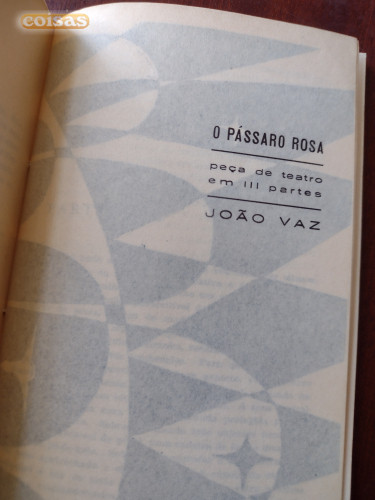 coisas
O PÁSSARO ROSA
peça de teatro
em III partes
JOÃO VAZ